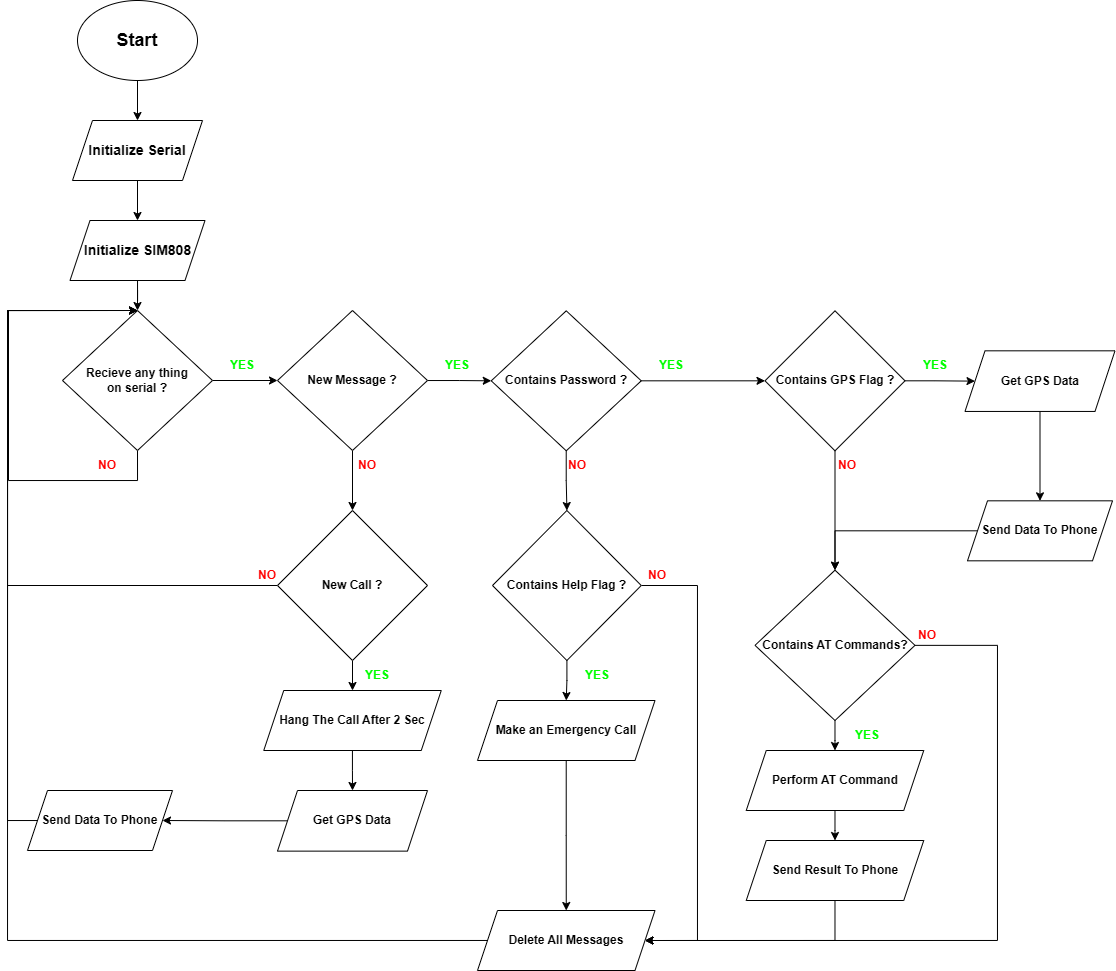 Start
Initialize Serial
Initialize SIM808
Recieve any thing
on serial ?
YES
NO
New Message ?
YES
NO
Contains Password ?
YES
NO
Contains GPS Flag ?
YES
NO
Get GPS Data
Send Data To Phone
New Call ?
NO
YES
Contains Help Flag ?
NO
YES
Contains AT Commands?
NO
YES
Hang The Call After 2 Sec
Make an Emergency Call
Perform AT Command
Send Data To Phone
Get GPS Data
Send Result To Phone
Delete All Messages